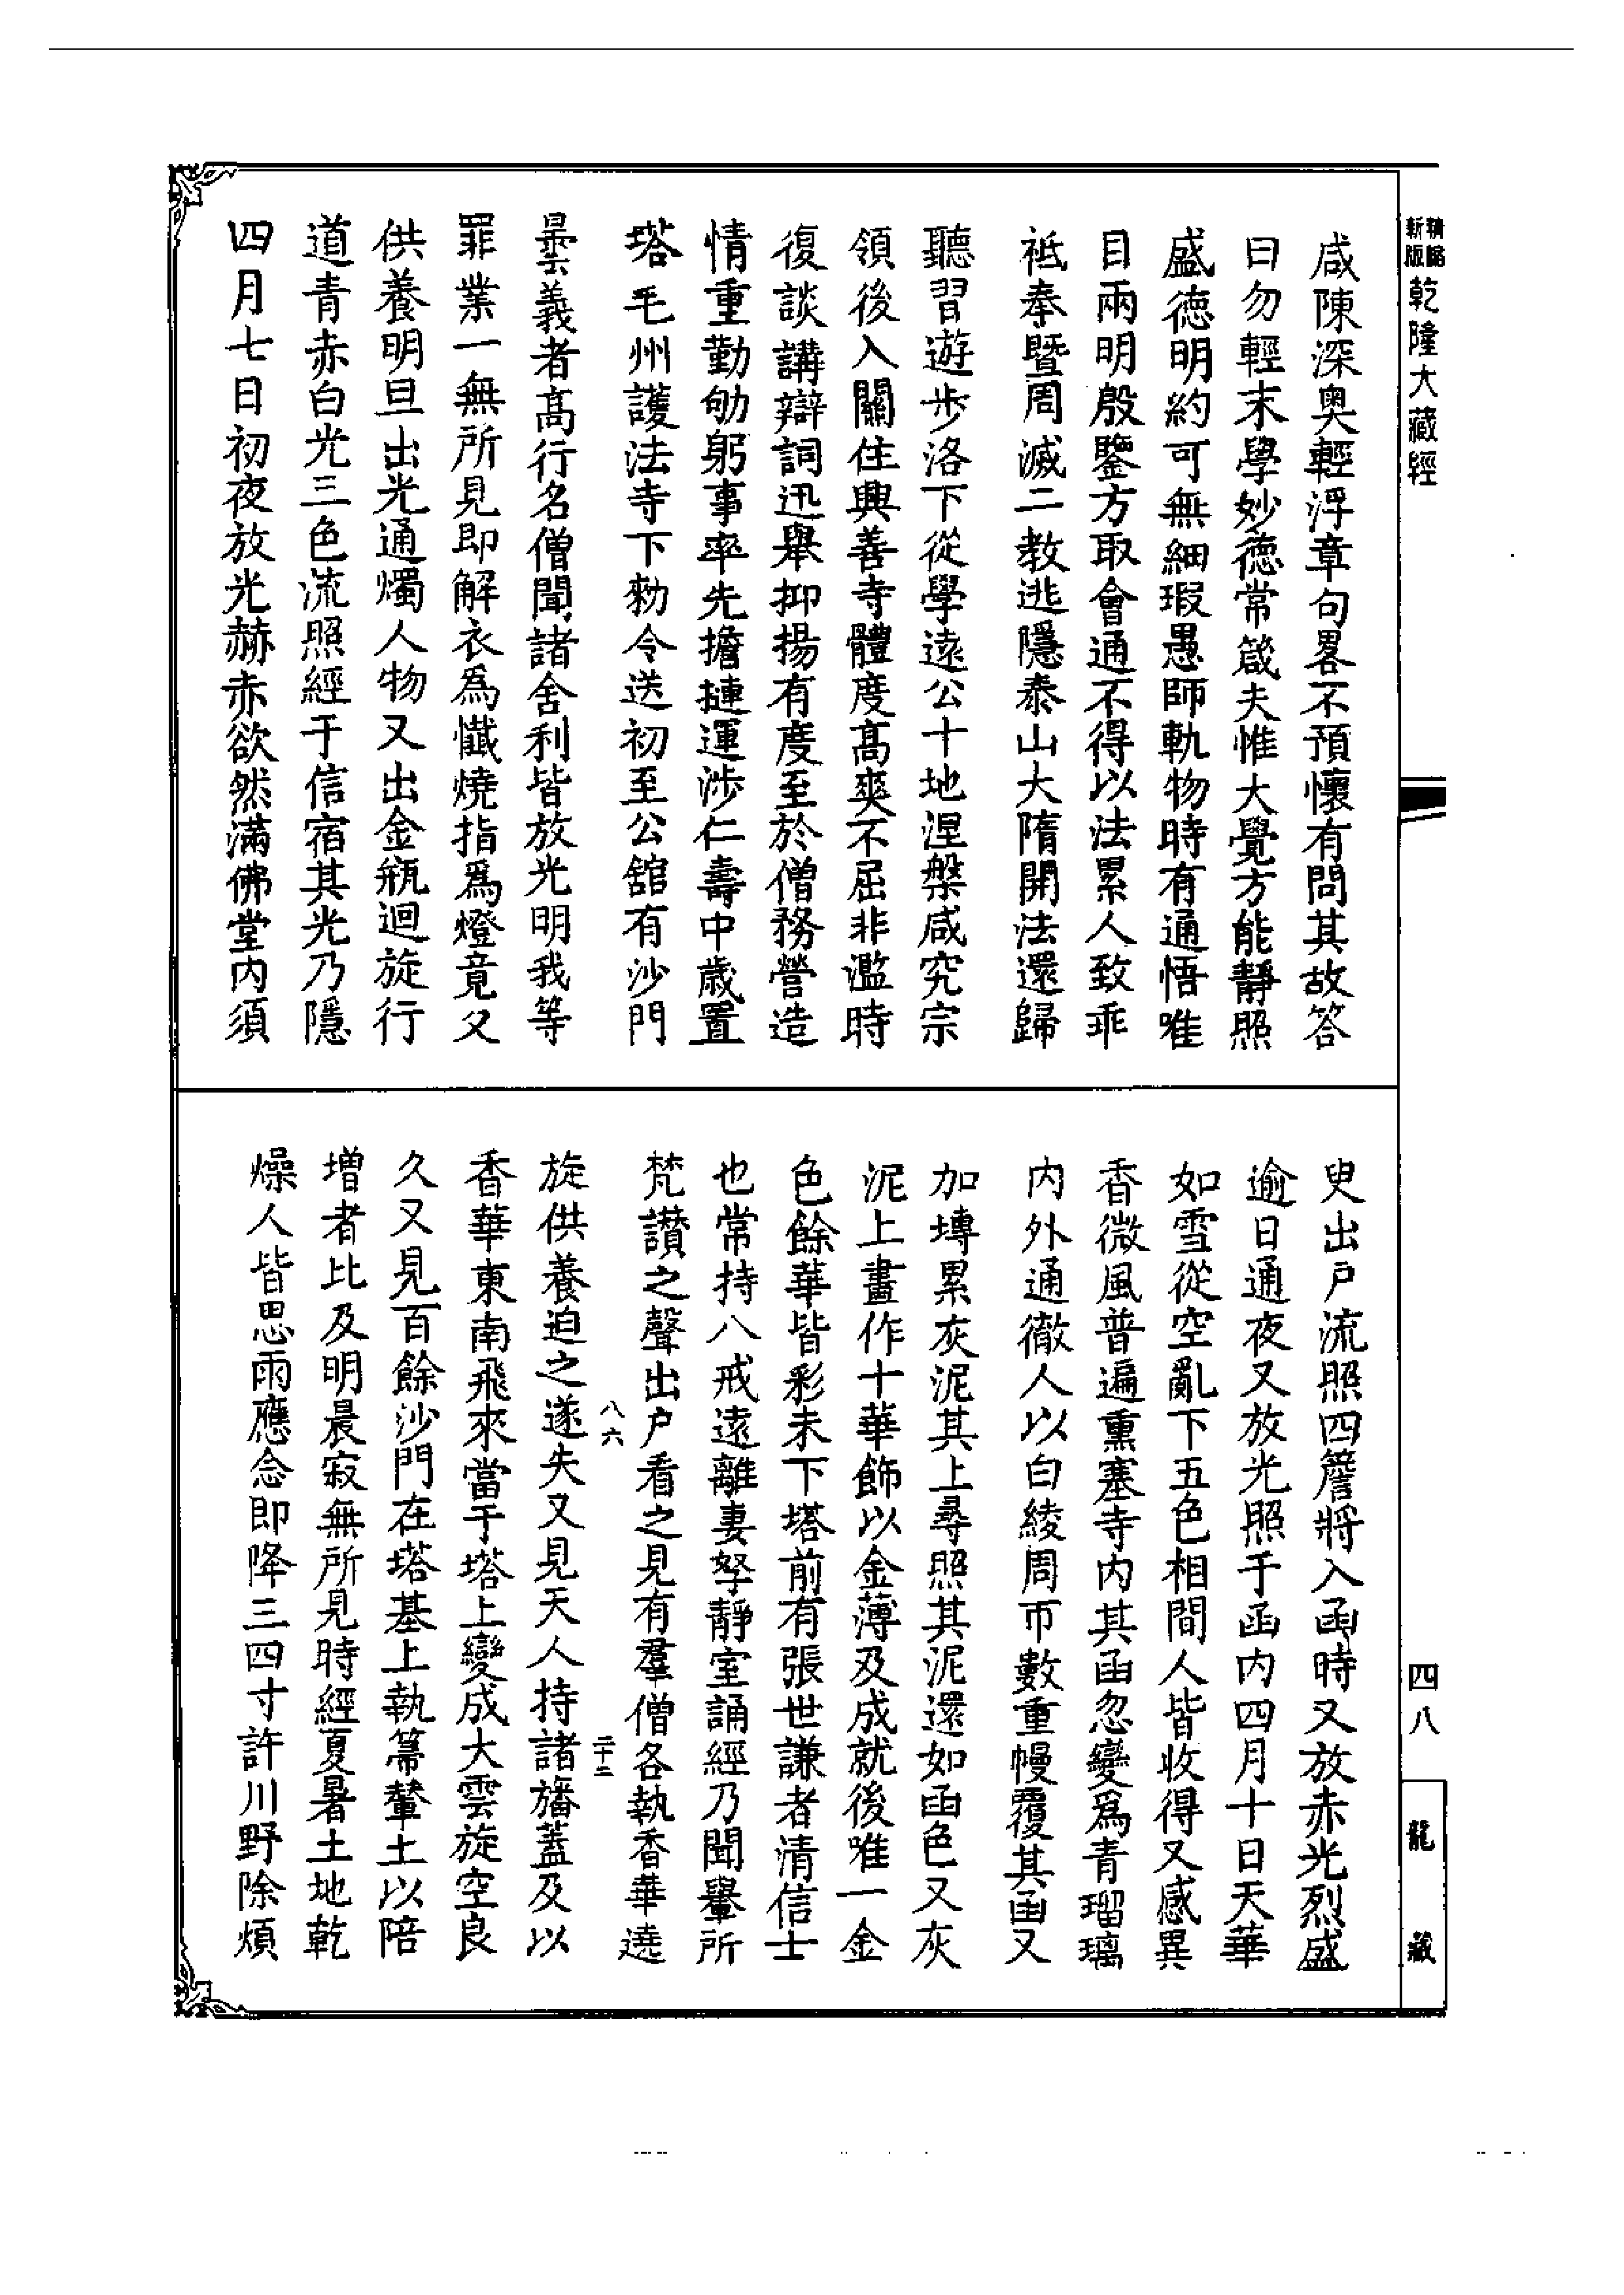 精緻
新版
乾隆大藏經
咸陳深奥輕浮章句畧不預懷有問其故答
曰勿輕末學妙德常箴夫惟大覺方能靜照
盛德明約可無細瑕愚師軌物時有通悟唯
目兩明殷鑒方取會通不得以法累人致乖
祗奉暨周滅二教逃隱泰山大隋開法還歸
聽習遊步洛下從學遠公十地涅槃咸究宗
領後入關住興善寺體度高爽不屈非濫時
復談講辯詞迅舉抑揚有度至於僧務營造
情重勤劬躬事率先擔摙運涉仁壽中歲置
塔毛州護法寺下勑令送初至公舘有沙門
曇義者高行名僧聞諸舍利皆放光明我等
罪業一無所見即解衣爲懺燒指爲燈竟夕
供養明旦出光通燭人物又出金瓶迴旋行
道青赤白光三色流照經于信宿其光乃隱
四月七日初夜放光赫赤欲然滿佛堂内須
四八
龍藏
臾出戸流照四簷將入函時又放赤光烈盛
逾日通夜又放光照于函内四月十日天華
如雪從空亂下五色相間人皆收得又感異
香微風普遍熏塞寺内其函忽變爲青瑠璃
内外通徹人以白綾周帀數重幔覆其函又
加塼累灰泥其上尋照其泥還如函色又灰
泥上畫作十華飾以金薄及成就後唯一金
色餘華皆彩未下塔前有張世謙者清信士
也常持八戒遠離妻孥靜室誦經乃聞轝所
梵讃之聲出户看之見有羣僧各執香華遶
八六
二十二
旋供養迫之遂失又見天人持諸旛蓋及以
香華東南飛來當于塔上變成大雲旋空良
久又見百餘沙門在塔基上執箒輦土以陪
増者比及明晨寂無所見時經夏暑土地乾
燥人皆思雨應念即降三四寸許川野除煩